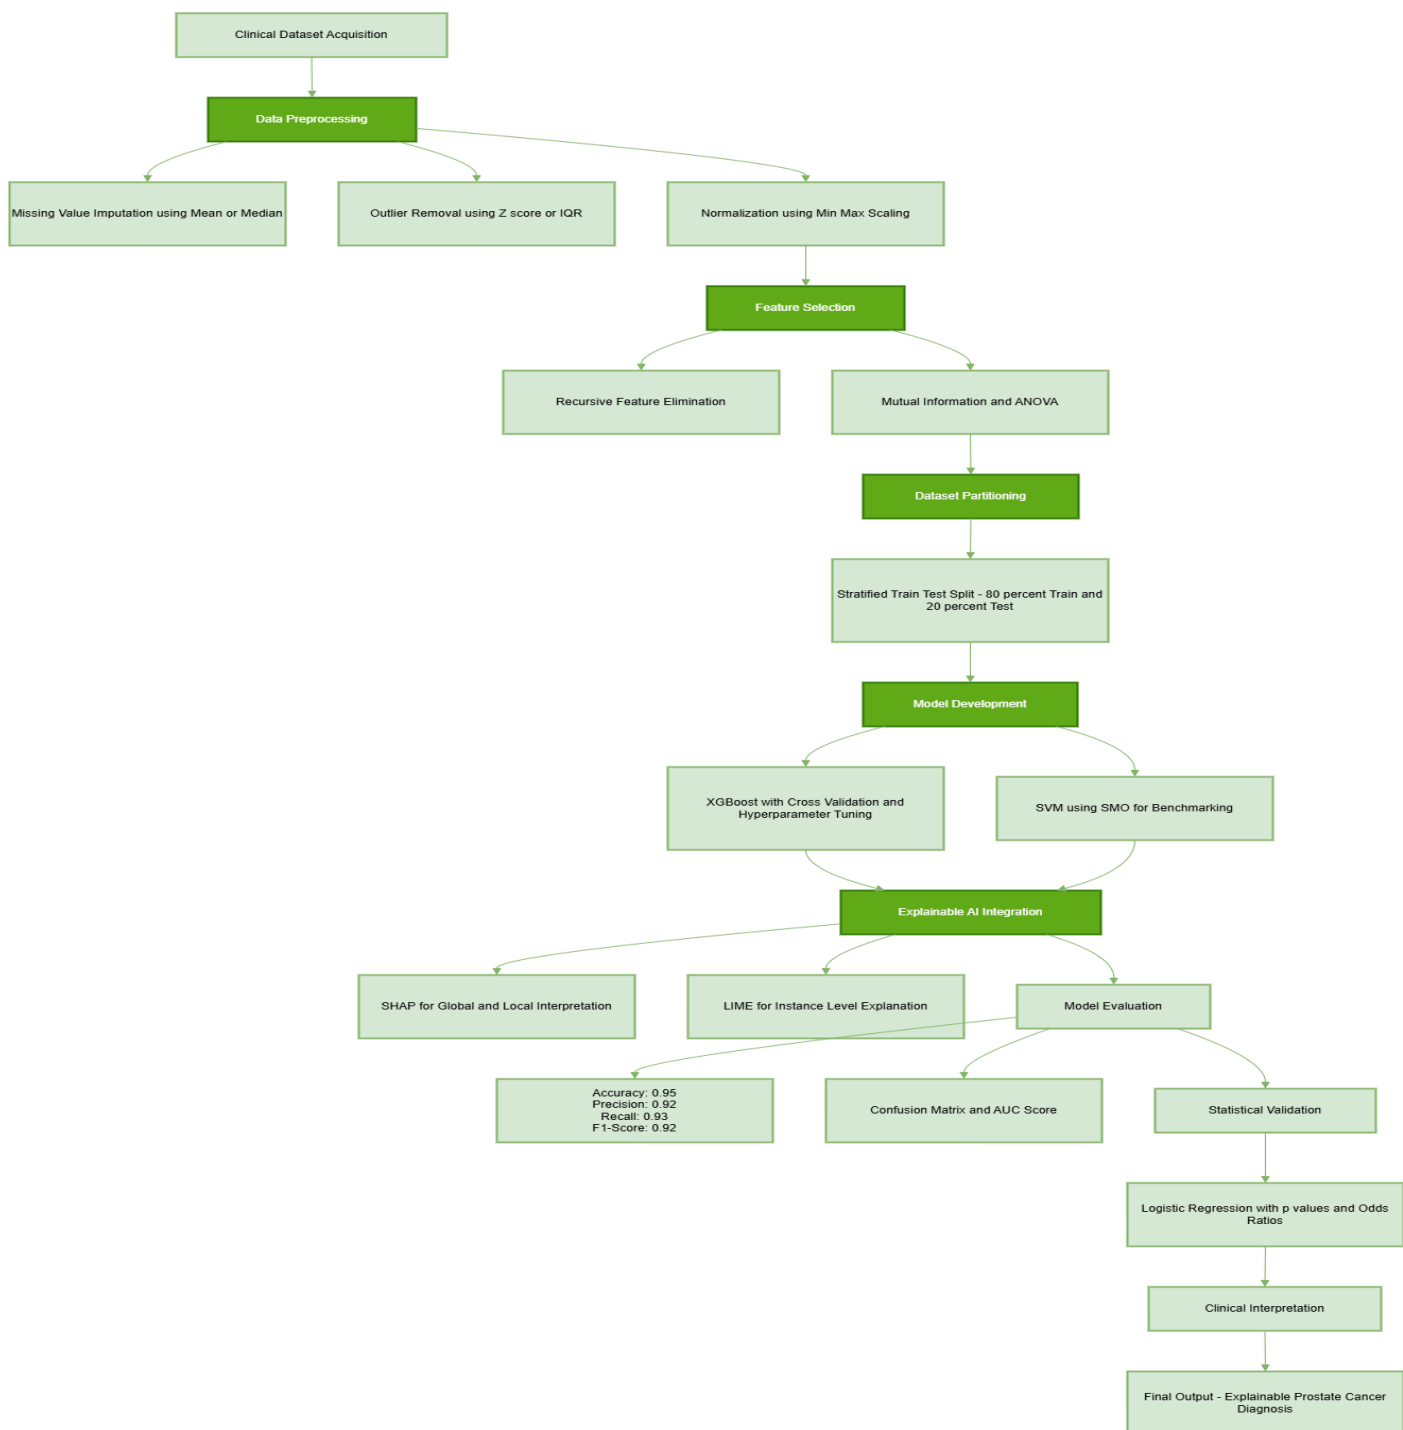 Clinical Dataset Acquisition
Data Preprocessing
Missing Value Imputation using Mean or Median
Outlier Removal using Z score or IQR
Normalization using Min Max Scaling
Feature Selection
Recursive Feature Elimination
Mutual Information and ANOVA
Dataset Partitioning
Stratified Train Test Split - 80 percent Train and
20 percent Test
Model Development
XGBoost with Cross Validation and
Hyperparameter Tuning
SVM using SMO for Benchmarking
Explainable AI Integration
SHAP for Global and Local Interpretation
LIME for Instance Level Explanation
Model Evaluation
Accuracy: 0.95
Precision: 0.92
Recall: 0.93
F1-Score: 0.92
Confusion Matrix and AUC Score
Statistical Validation
Logistic Regression with p values and Odds
Ratios
Clinical Interpretation
Final Output - Explainable Prostate Cancer
Diagnosis